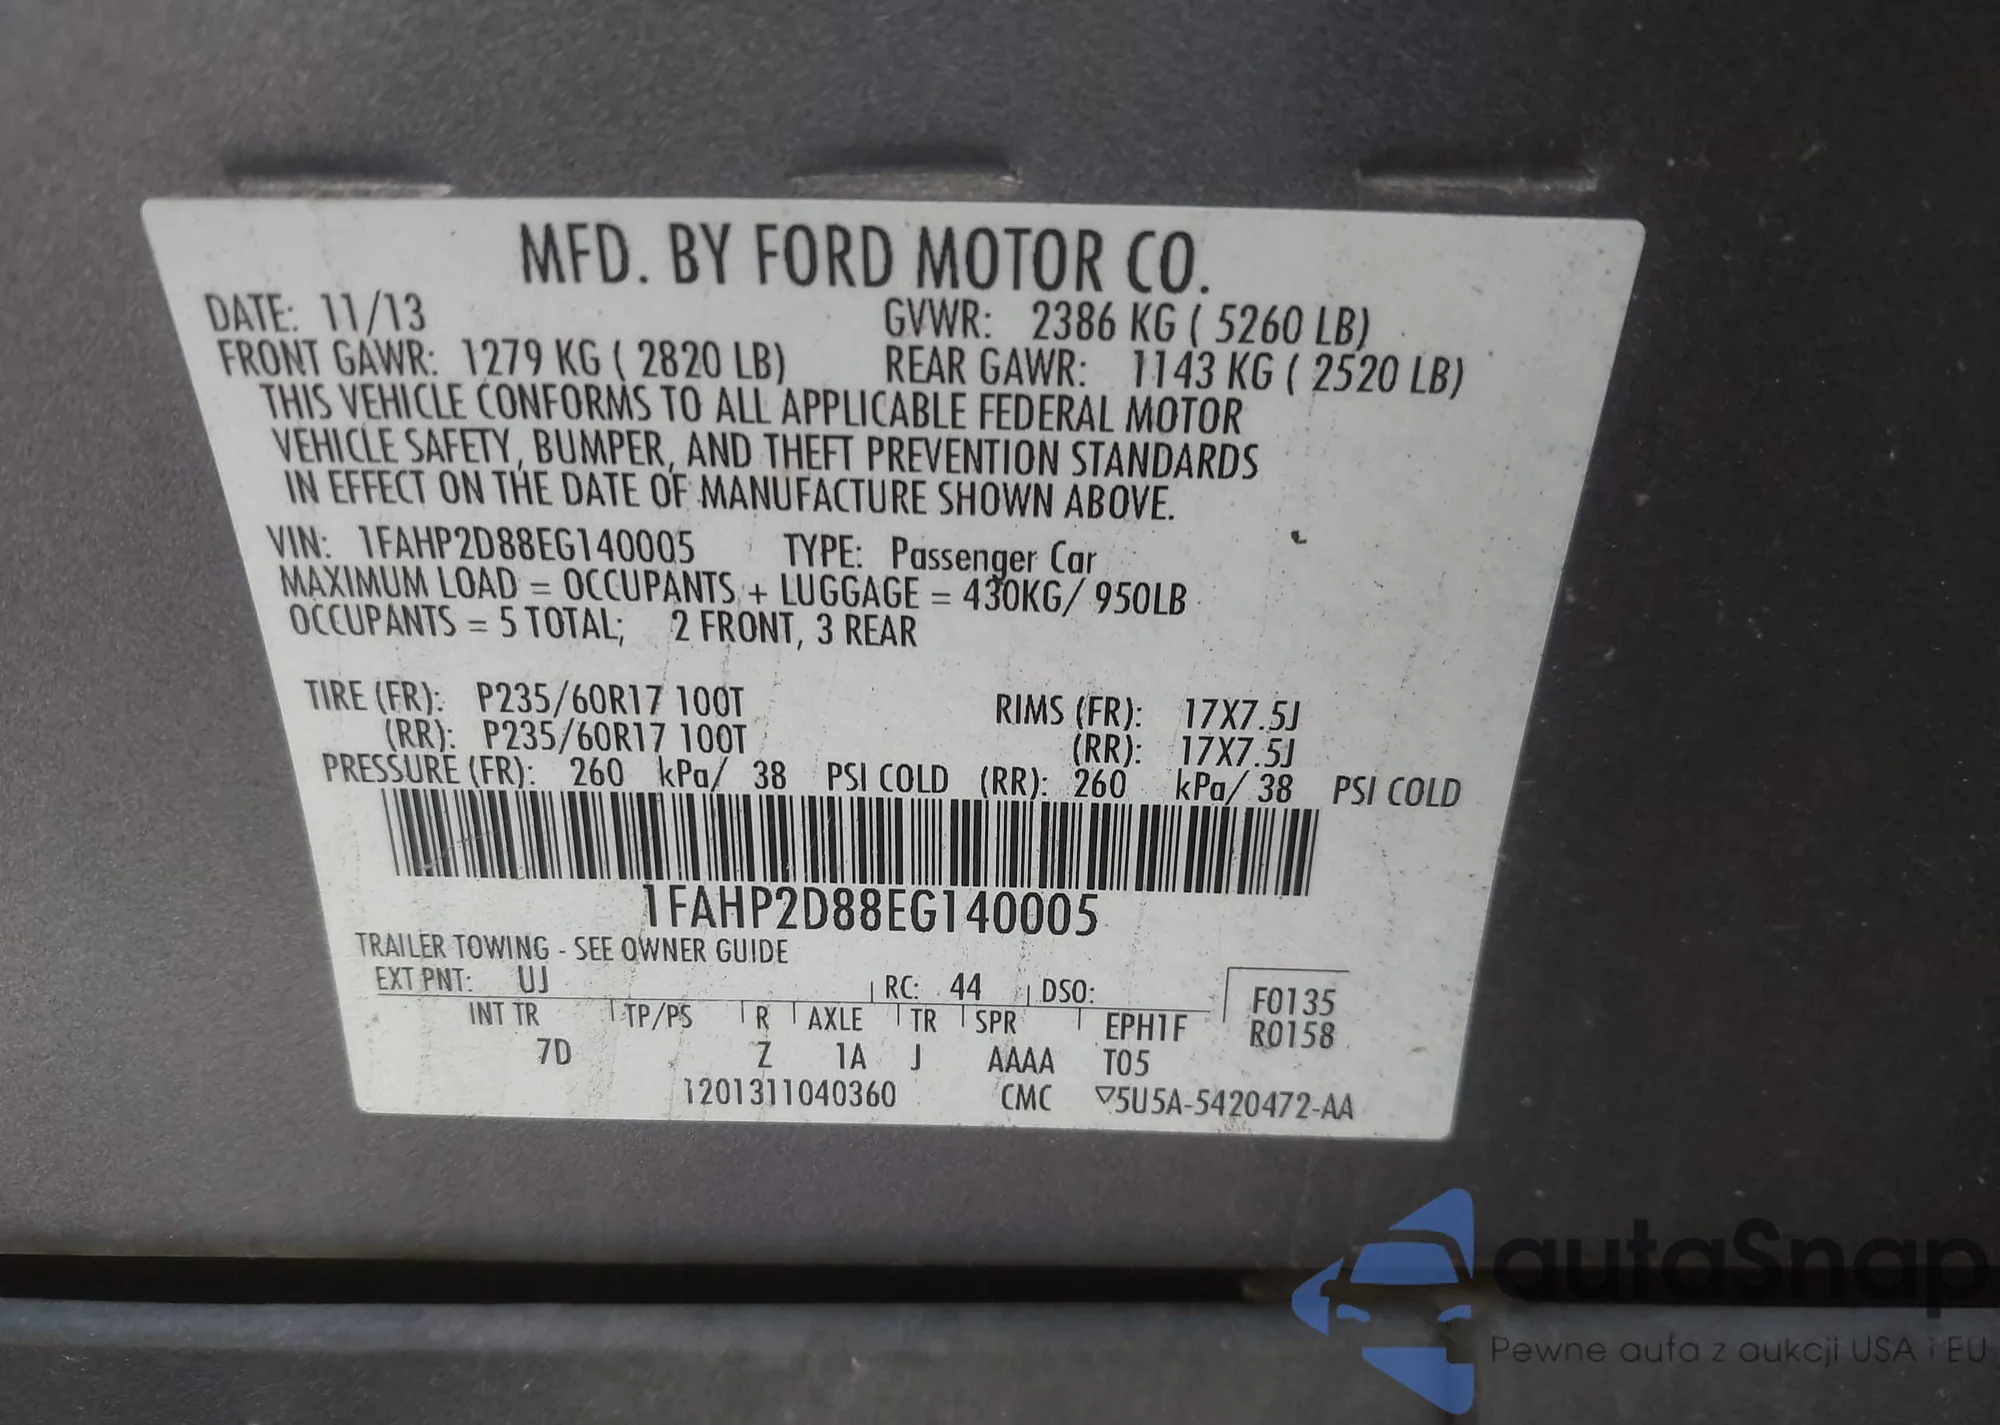 MFD. BY FORD MOTOR CO.
DATE: 11/13 GVWR: 2386 KG ( 5260 LB)
FRONT GAWR: 1279 KG ( 2820 LB) REAR GAWR: 1143 KG ( 2520 LB)
THIS VEHICLE CONFORMS TO ALL APPLICABLE FEDERAL MOTOR
VEHICLE SAFETY, BUMPER, AND THEFT PREVENTION STANDARDS
IN EFFECT ON THE DATE OF MANUFACTURE SHOWN ABOVE.
VIN: 1FAHP2D88EG140005 TYPE: Passenger Car
MAXIMUM LOAD = OCCUPANTS + LUGGAGE = 430KG/ 950LB
OCCUPANTS = 5 TOTAL; 2 FRONT, 3 REAR
TIRE (FR): P235/60R17 100T RIMS (FR): 17X7.5J
(RR): P235/60R17 100T (RR): 17X7.5J
PRESSURE (FR): 260 kPa/ 38 PSI COLD (RR): 260 kPa/ 38 PSI COLD
1FAHP2D88EG140005
TRAILER TOWING - SEE OWNER GUIDE
EXT PNT: UJ RC: 44 DSO: F0135
INT TR TP/PS R AXLE TR SPR EPH1F R0158
7D Z 1A J AAAA T05
1201311040360 CMC ▽5U5A-5420472-AA
autaSnap
Pewne auta z aukcji USA i EU